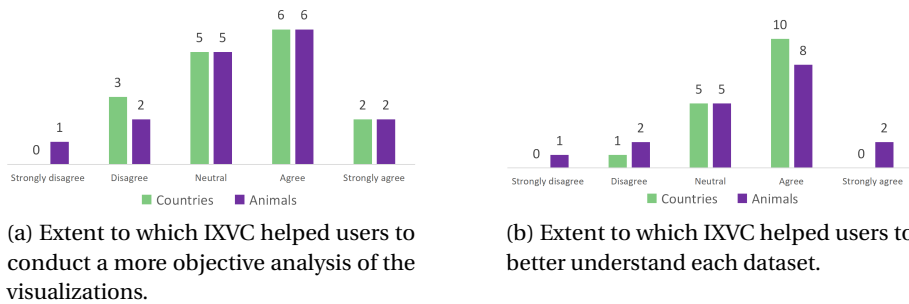 6 6
5 5
3
2
2 2
1
0
Strongly disagree Disagree Neutral Agree Strongly agree
Countries Animals
(a) Extent to which IXVC helped users to
conduct a more objective analysis of the
visualizations.
10
8
5 5
2
2
1
1
0
0
Strongly disagree Disagree Neutral Agree Strongly agree
Countries Animals
(b) Extent to which IXVC helped users to
better understand each dataset.